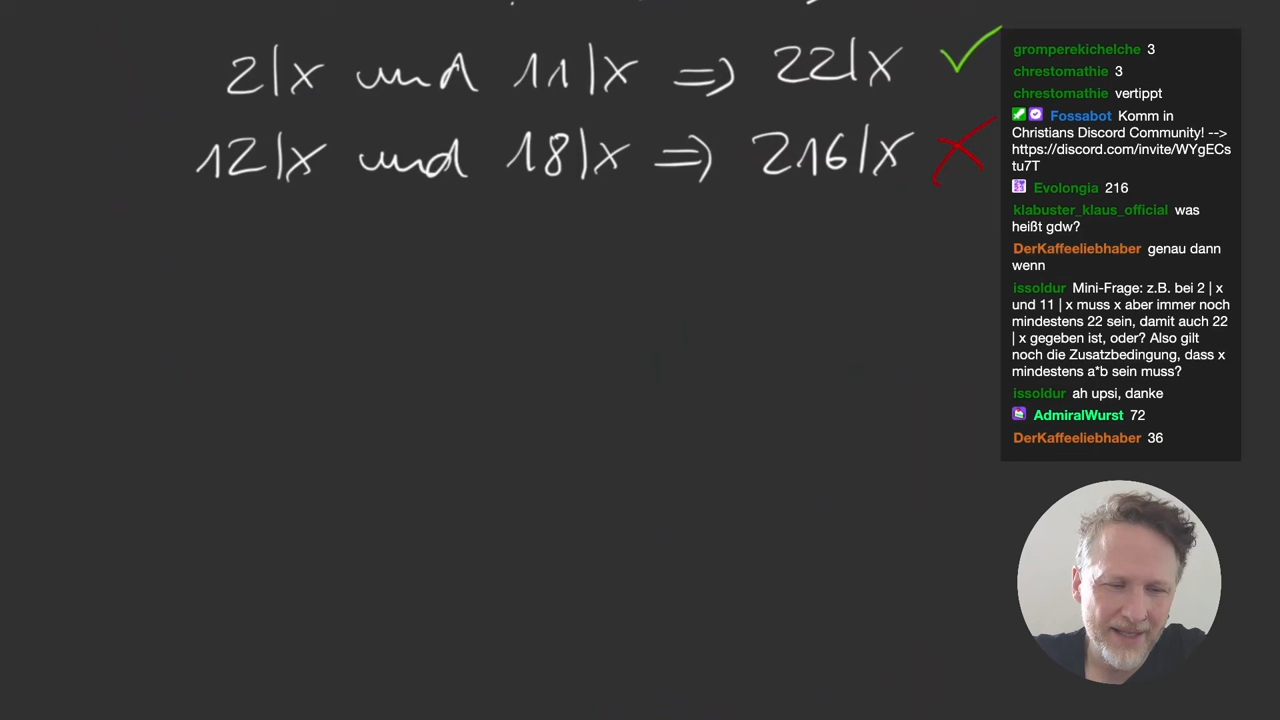 2|x und 11|x => 22|x
12|x und 18|x => 216|x
gromperekichelche 3
chrestomathie 3
chrestomathie vertippt
Fossabot Komm in
Christians Discord Community! -->
https://discord.com/invite/WYgECs
tu7T
Evolongia 216
klabuster_klaus_official was
heißt gdw?
DerKaffeeliebhaber genau dann
wenn
issoldur Mini-Frage: z.B. bei 2 | x
und 11 | x muss x aber immer noch
mindestens 22 sein, damit auch 22
| x gegeben ist, oder? Also gilt
noch die Zusatzbedingung, dass x
mindestens a*b sein muss?
issoldur ah upsi, danke
AdmiralWurst 72
DerKaffeeliebhaber 36